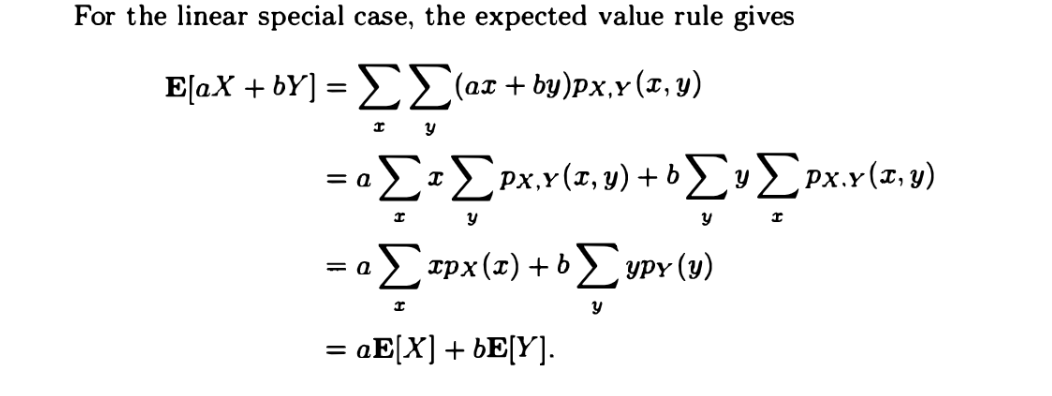 For the linear special case, the expected value rule gives
E[aX + bY] = ∑_x ∑_y (ax + by)p_{X,Y}(x, y)
= a ∑_x x ∑_y p_{X,Y}(x, y) + b ∑_y y ∑_x p_{X,Y}(x, y)
= a ∑_x xp_X(x) + b ∑_y yp_Y(y)
= aE[X] + bE[Y].